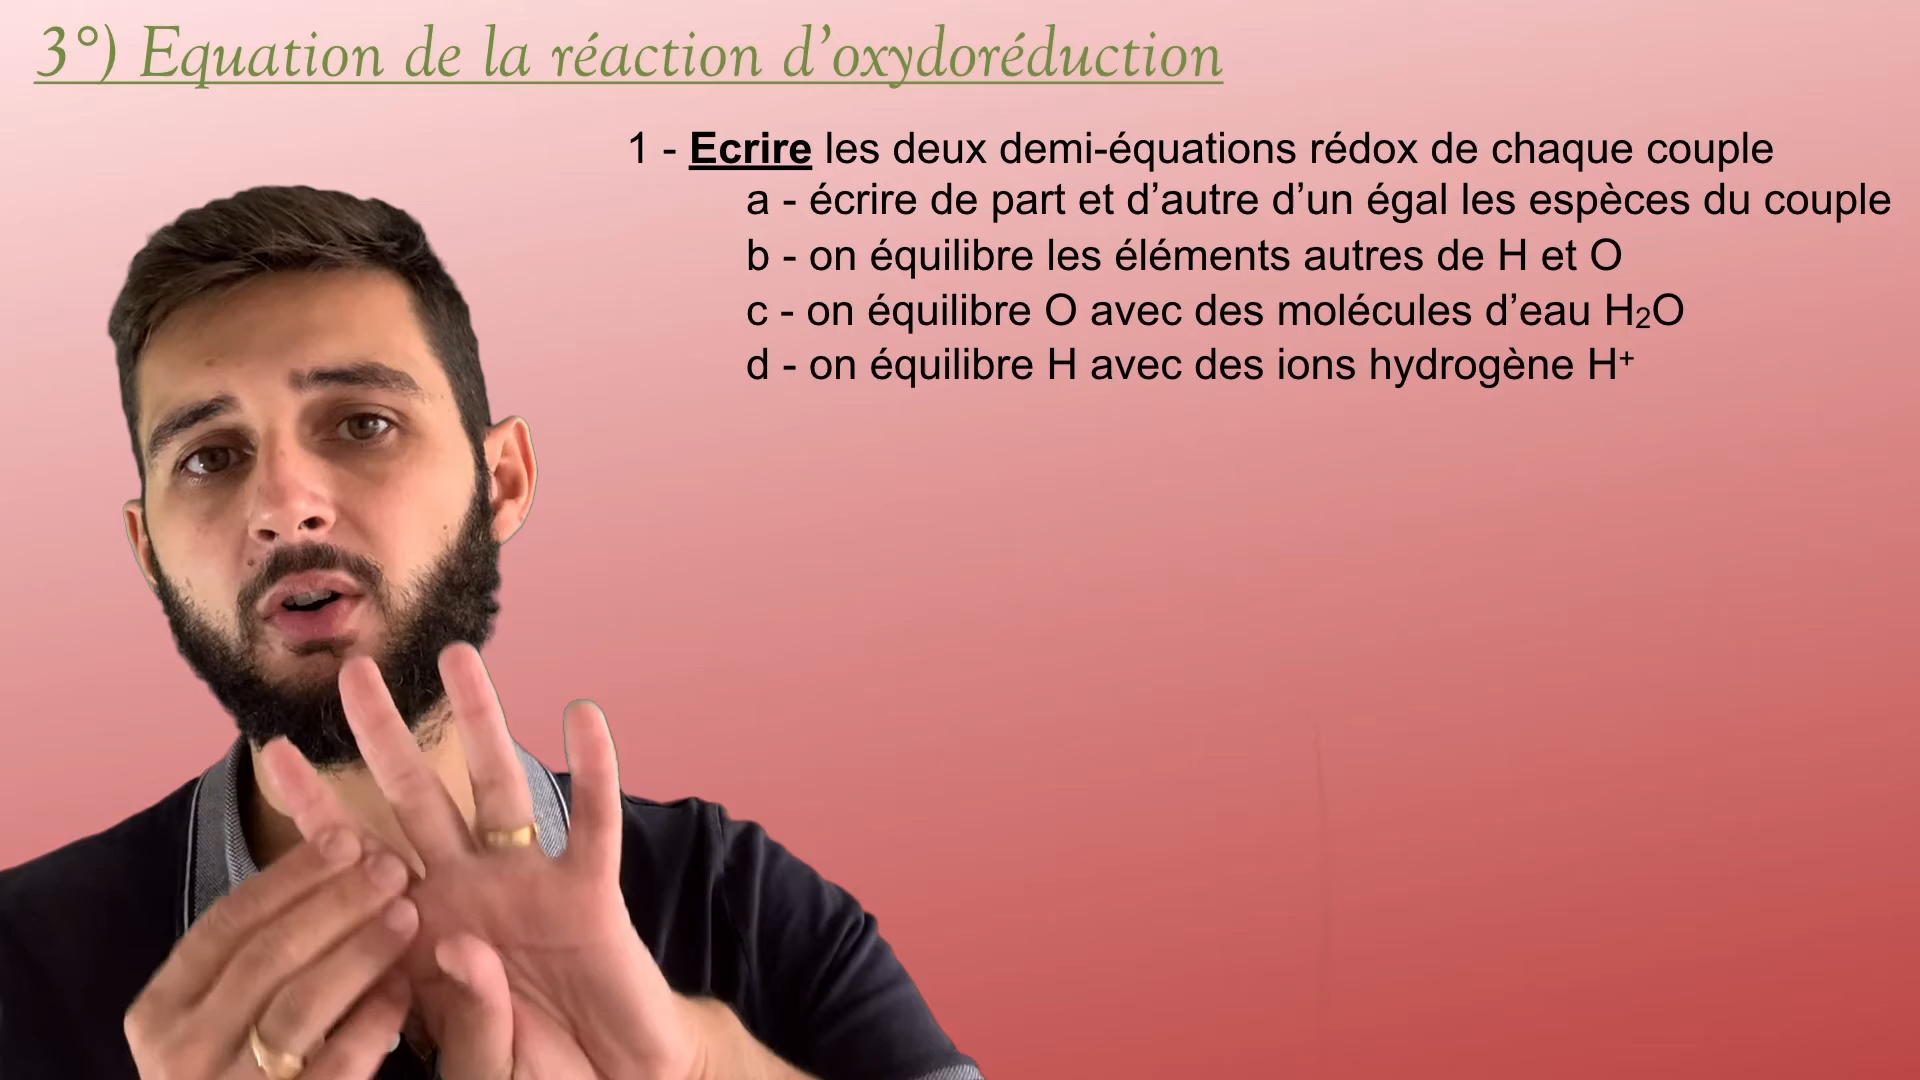 3°) Equation de la réaction d’oxydoréduction
1 - Ecrire les deux demi-équations rédox de chaque couple
a - écrire de part et d’autre d’un égal les espèces du couple
b - on équilibre les éléments autres de H et O
c - on équilibre O avec des molécules d’eau H₂O
d - on équilibre H avec des ions hydrogène H⁺